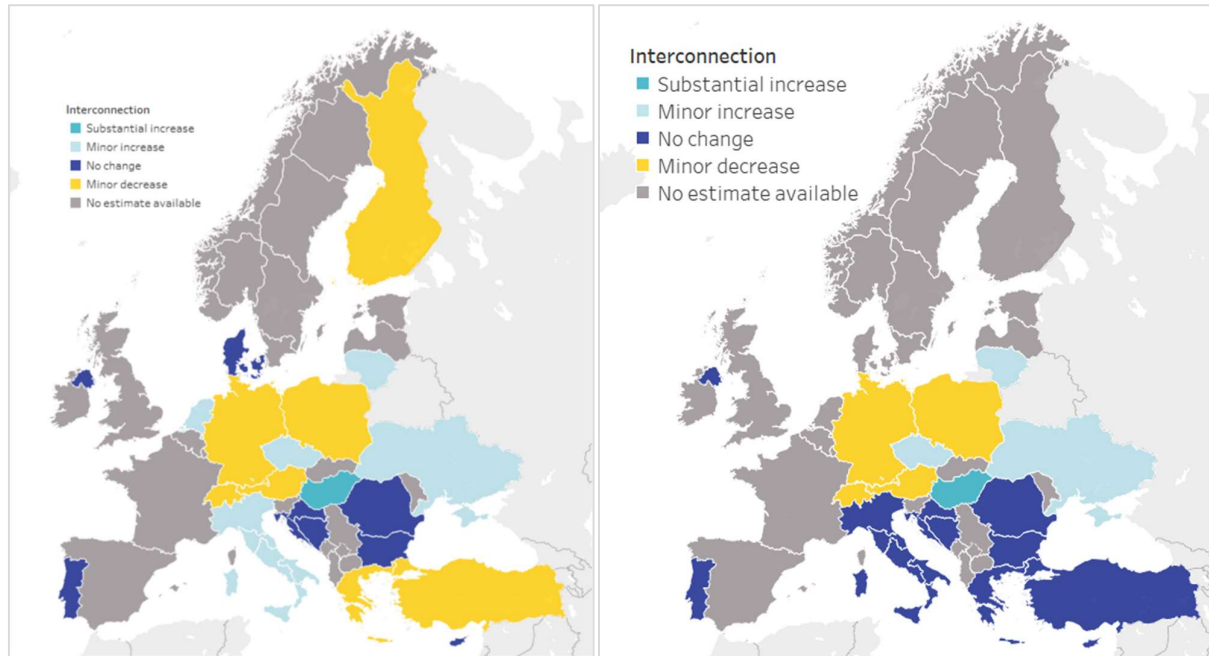 Interconnection
Substantial increase
Minor increase
No change
Minor decrease
No estimate available
Interconnection
Substantial increase
Minor increase
No change
Minor decrease
No estimate available